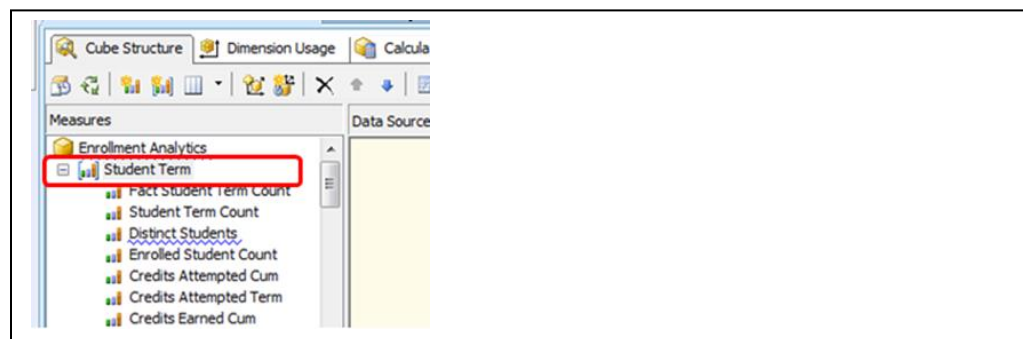 Cube Structure Dimension Usage Calcula
Measures
Data Source
Enrollment Analytics
Student Term
Fact Student Term Count
Student Term Count
Distinct Students
Enrolled Student Count
Credits Attempted Cum
Credits Attempted Term
Credits Earned Cum